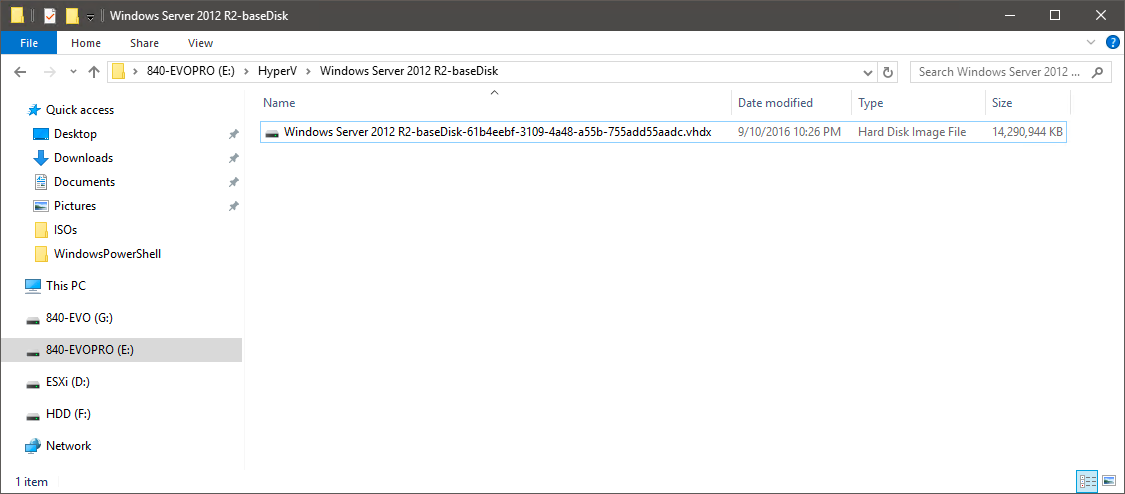 Windows Server 2012 R2-baseDisk
File Home Share View
840-EVOPRO (E:) HyperV Windows Server 2012 R2-baseDisk Search Windows Server 2012 ...
Name Date modified Type Size
Windows Server 2012 R2-baseDisk-61b4eebf-3109-4a48-a55b-755add55aadc.vhdx 9/10/2016 10:26 PM Hard Disk Image File 14,290,944 KB
Quick access
Desktop
Downloads
Documents
Pictures
ISOs
WindowsPowerShell
This PC
840-EVO (G:)
840-EVOPRO (E:)
ESXi (D:)
HDD (F:)
Network
1 item